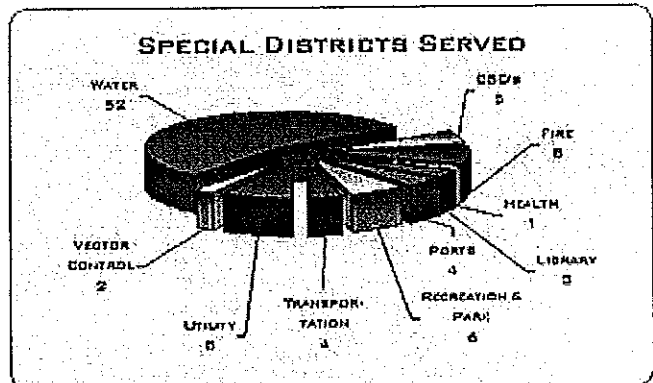 SPECIAL DISTRICTS SERVED
WATER
52
CSD/s
FIRE
HEALTH
1
LIBRARY
PORTS
4
RECREATION &
PARK
6
TRANSPOR-
TATION
4
UTILITY
VECTOR
CONTROL
2